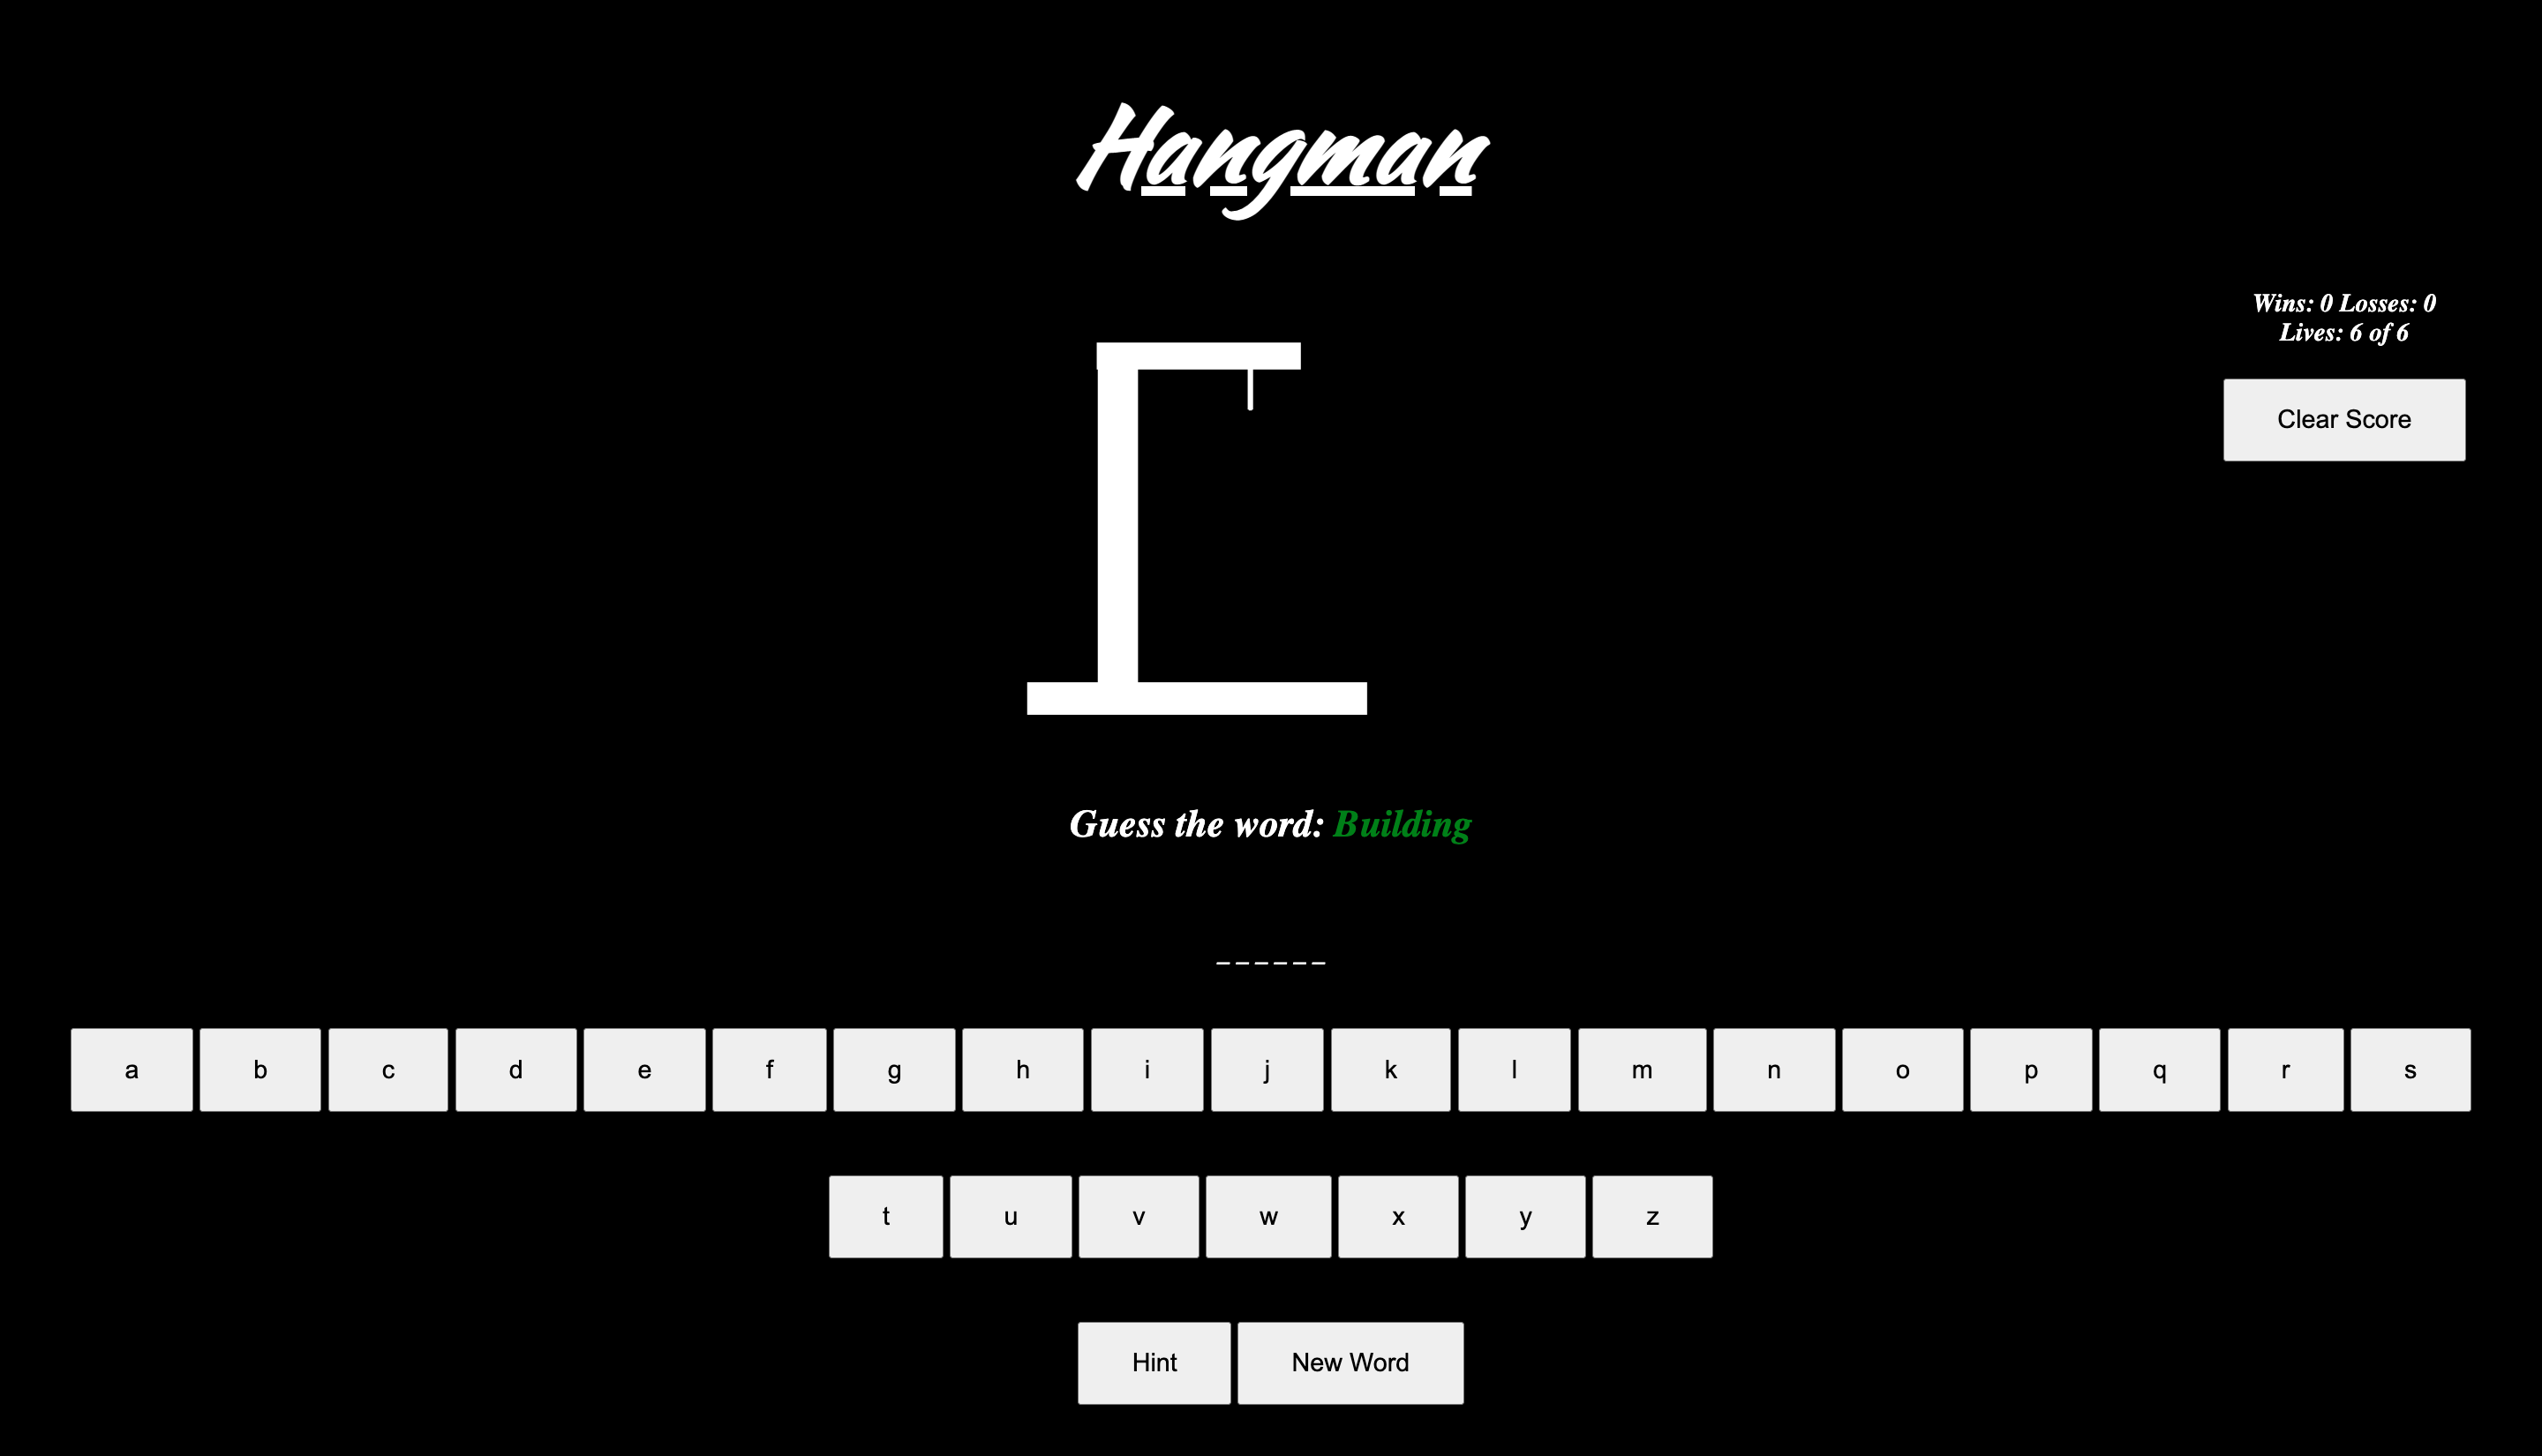 Hangman
Wins: 0 Losses: 0
Lives: 6 of 6
Clear Score
Guess the word: Building
_ _ _ _ _ _
a b c d e f g h i j k l m n o p q r s
t u v w x y z
Hint New Word